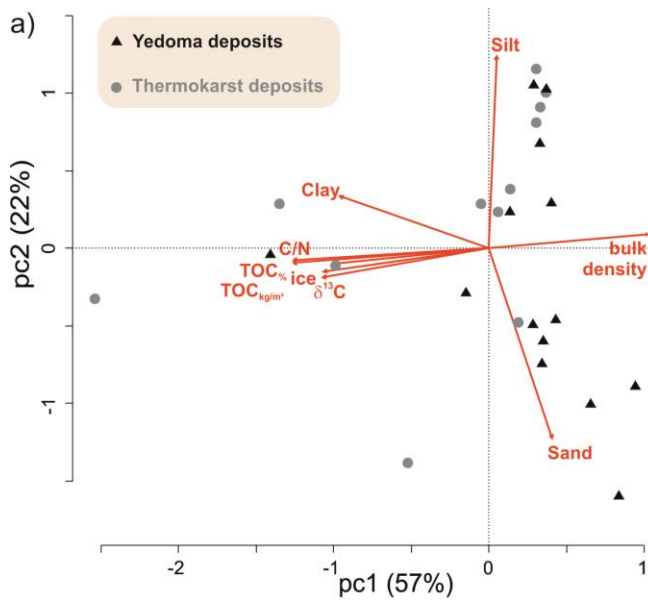 a)
Yedoma deposits
Thermokarst deposits
Silt
Clay
C/N
TOC% ice
TOCkg/m³ δ¹³C
bulk
density
Sand
pc2 (22%)
1
0
-1
-2
-1
0
1
pc1 (57%)